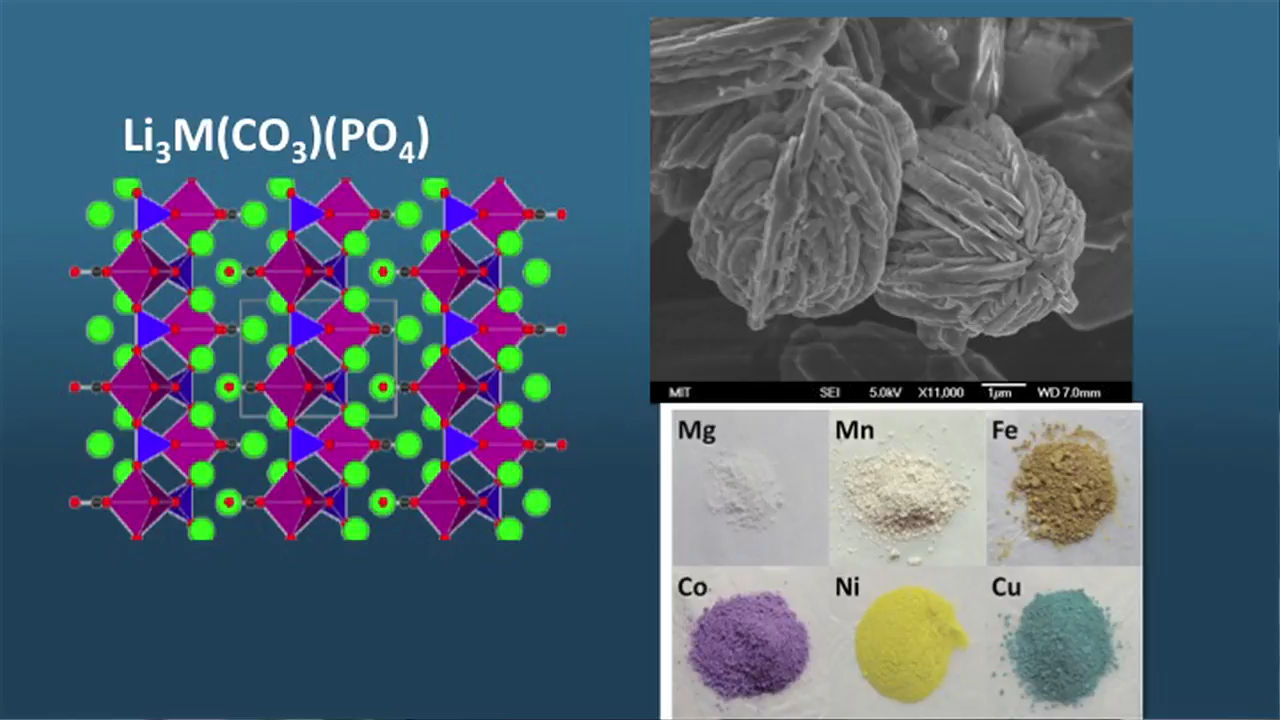 Li₃M(CO₃)(PO₄)
MIT SEI 5.0kV X11,000 1μm WD 7.0mm
Mg Mn Fe
Co Ni Cu